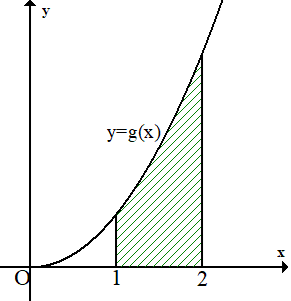 y
y=g(x)
x
O 1 2